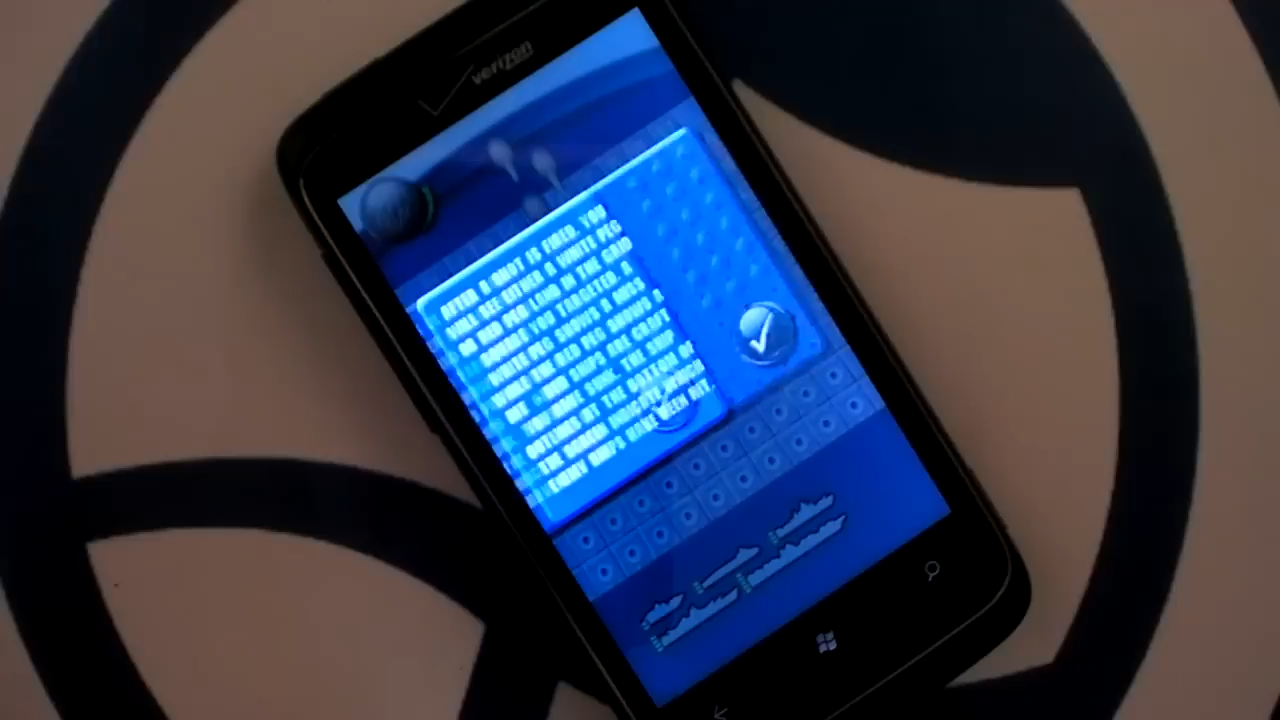 verizon
AFTER A SHOT IS FIRED, YOU
WILL SEE EITHER A WHITE PEG
OR RED PEG LAND IN THE GRID
SQUARE YOU TARGETED. A
WHITE PEG SHOWS A MISS
WHILE THE RED PEG SHOWS A
HIT. ENEMY SHIPS ARE CRAFT
YOU HAVE SUNK. THE SHIP
OUTLINES AT THE BOTTOM OF
THE SCREEN INDICATE WHICH
ENEMY SHIPS HAVE BEEN HIT.